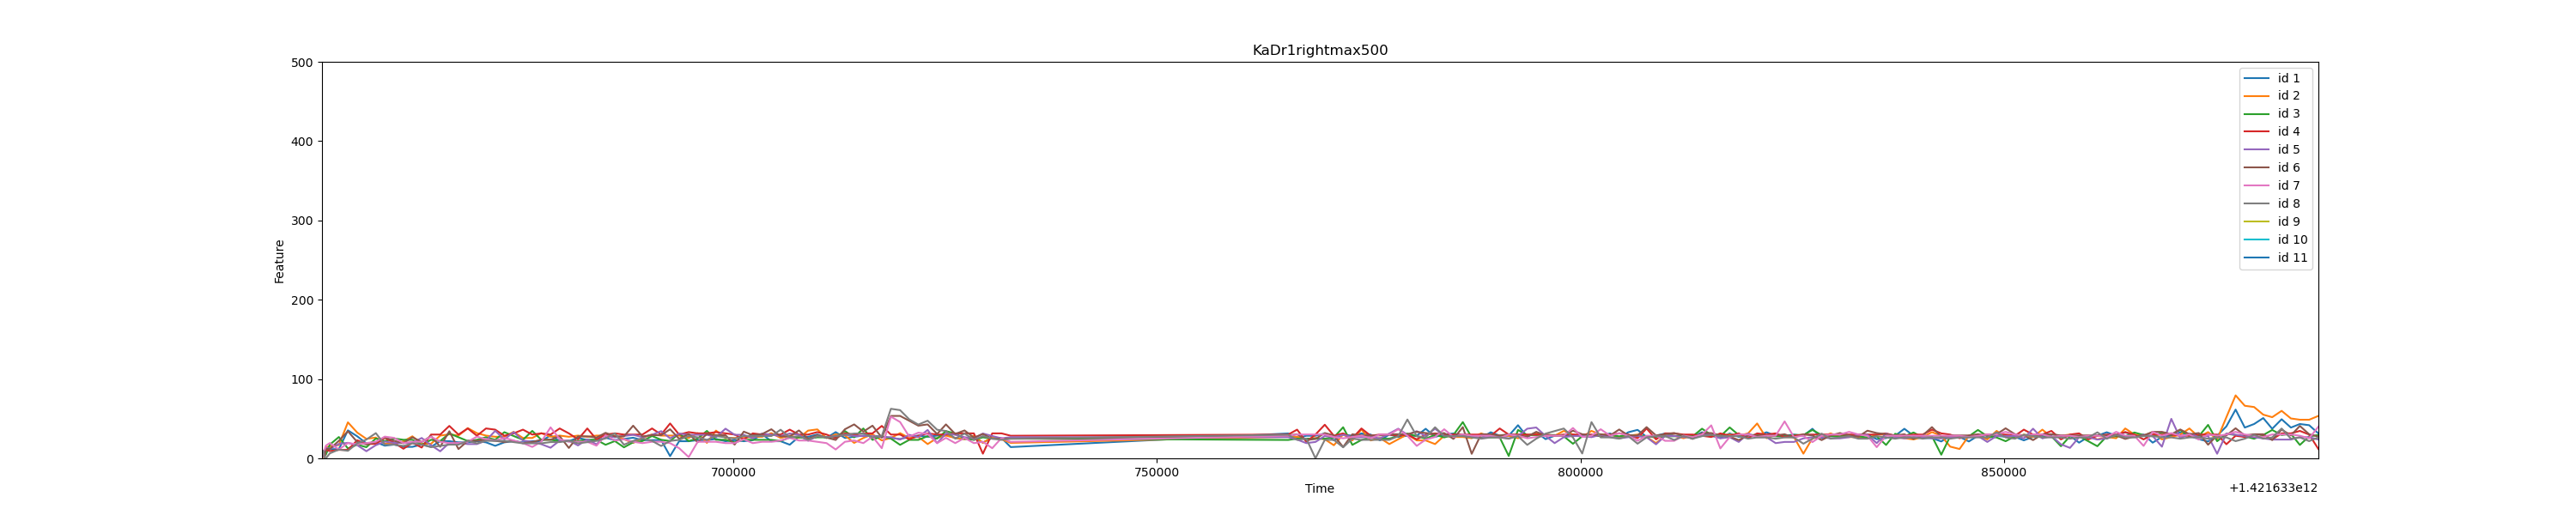 KaDr1rightmax500
500
400
300
200
100
0
Feature
700000
750000
800000
850000
Time
+1.421633e12
id 1
id 2
id 3
id 4
id 5
id 6
id 7
id 8
id 9
id 10
id 11